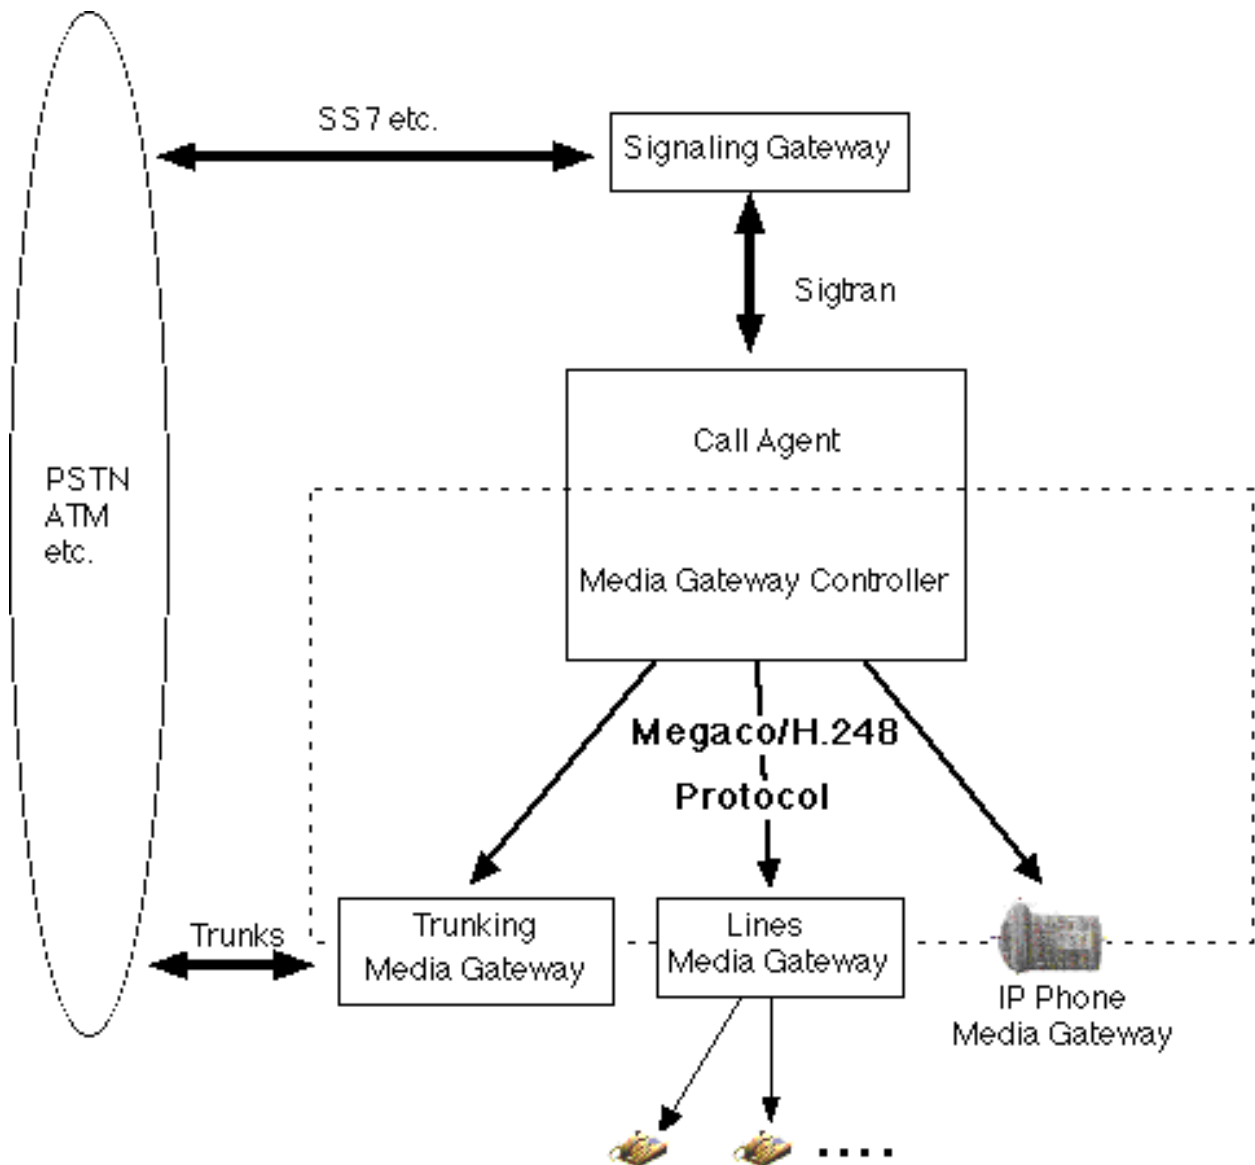 SS7 etc.
Signaling Gateway
Sigtran
Call Agent
PSTN
ATM
etc.
Media Gateway Controller
Megaco/H.248
Protocol
Trunks
Trunking
Media Gateway
Lines
Media Gateway
IP Phone
Media Gateway